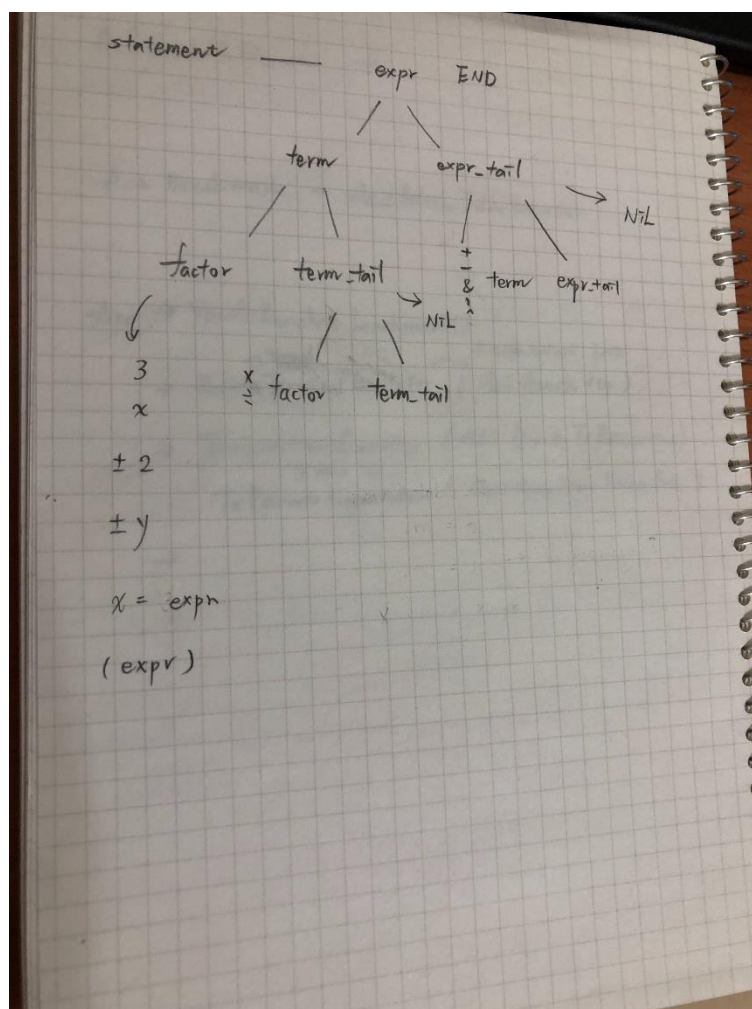 statement expr END
term expr_tail NiL
factor term_tail NiL
+
-
&
|
^
term expr_tail
3
x
÷
factor term_tail
x
± 2
± y
x = expr
(expr)